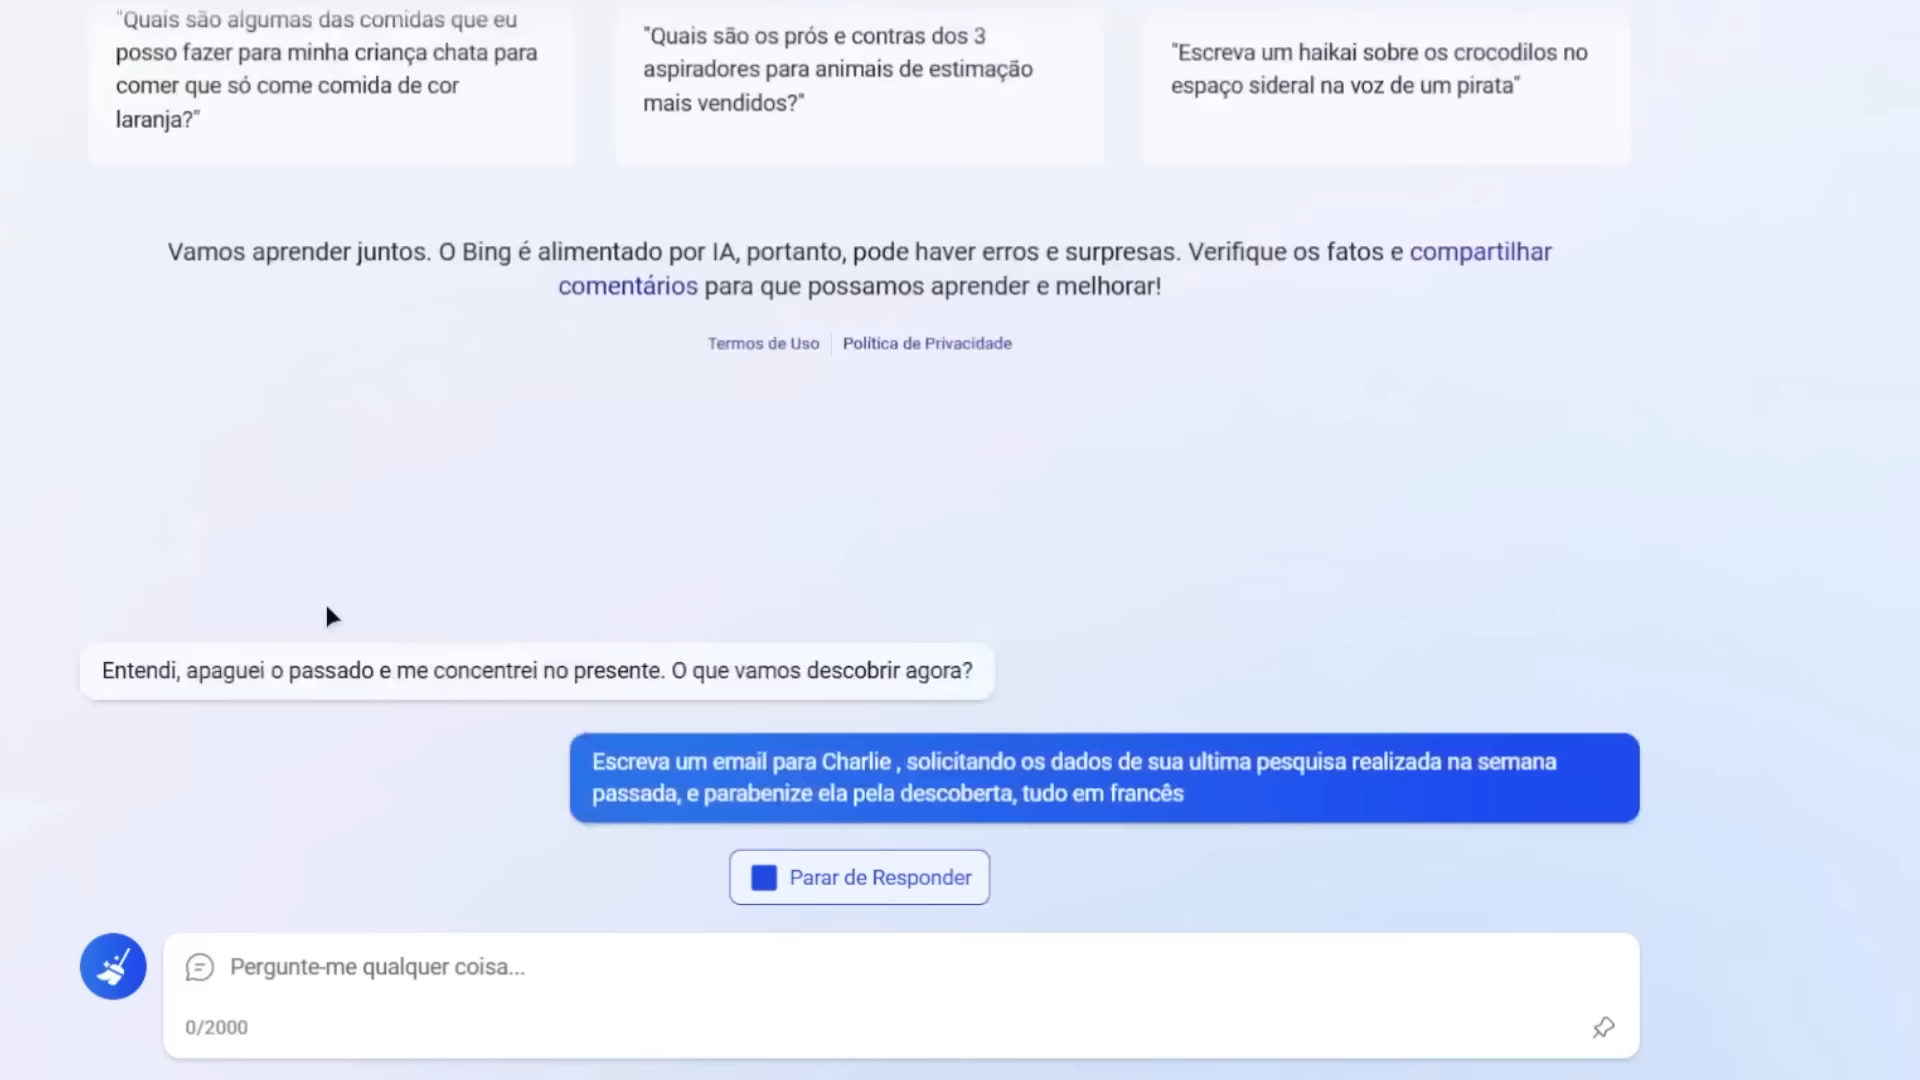 "Quais são algumas das comidas que eu
posso fazer para minha criança chata para
comer que só come comida de cor
laranja?"
"Quais são os prós e contras dos 3
aspiradores para animais de estimação
mais vendidos?"
"Escreva um haikai sobre os crocodilos no
espaço sideral na voz de um pirata"
Vamos aprender juntos. O Bing é alimentado por IA, portanto, pode haver erros e surpresas. Verifique os fatos e compartilhar
comentários para que possamos aprender e melhorar!
Termos de Uso Política de Privacidade
Entendi, apaguei o passado e me concentrei no presente. O que vamos descobrir agora?
Escreva um email para Charlie , solicitando os dados de sua ultima pesquisa realizada na semana
passada, e parabenize ela pela descoberta, tudo em francês
Parar de Responder
Pergunte-me qualquer coisa...
0/2000